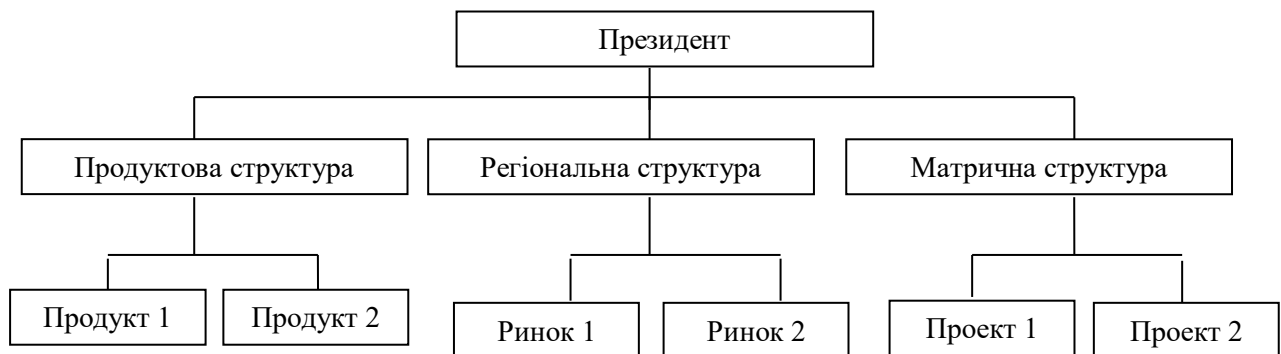 Президент
Продуктова структура
Регіональна структура
Матрична структура
Продукт 1
Продукт 2
Ринок 1
Ринок 2
Проект 1
Проект 2